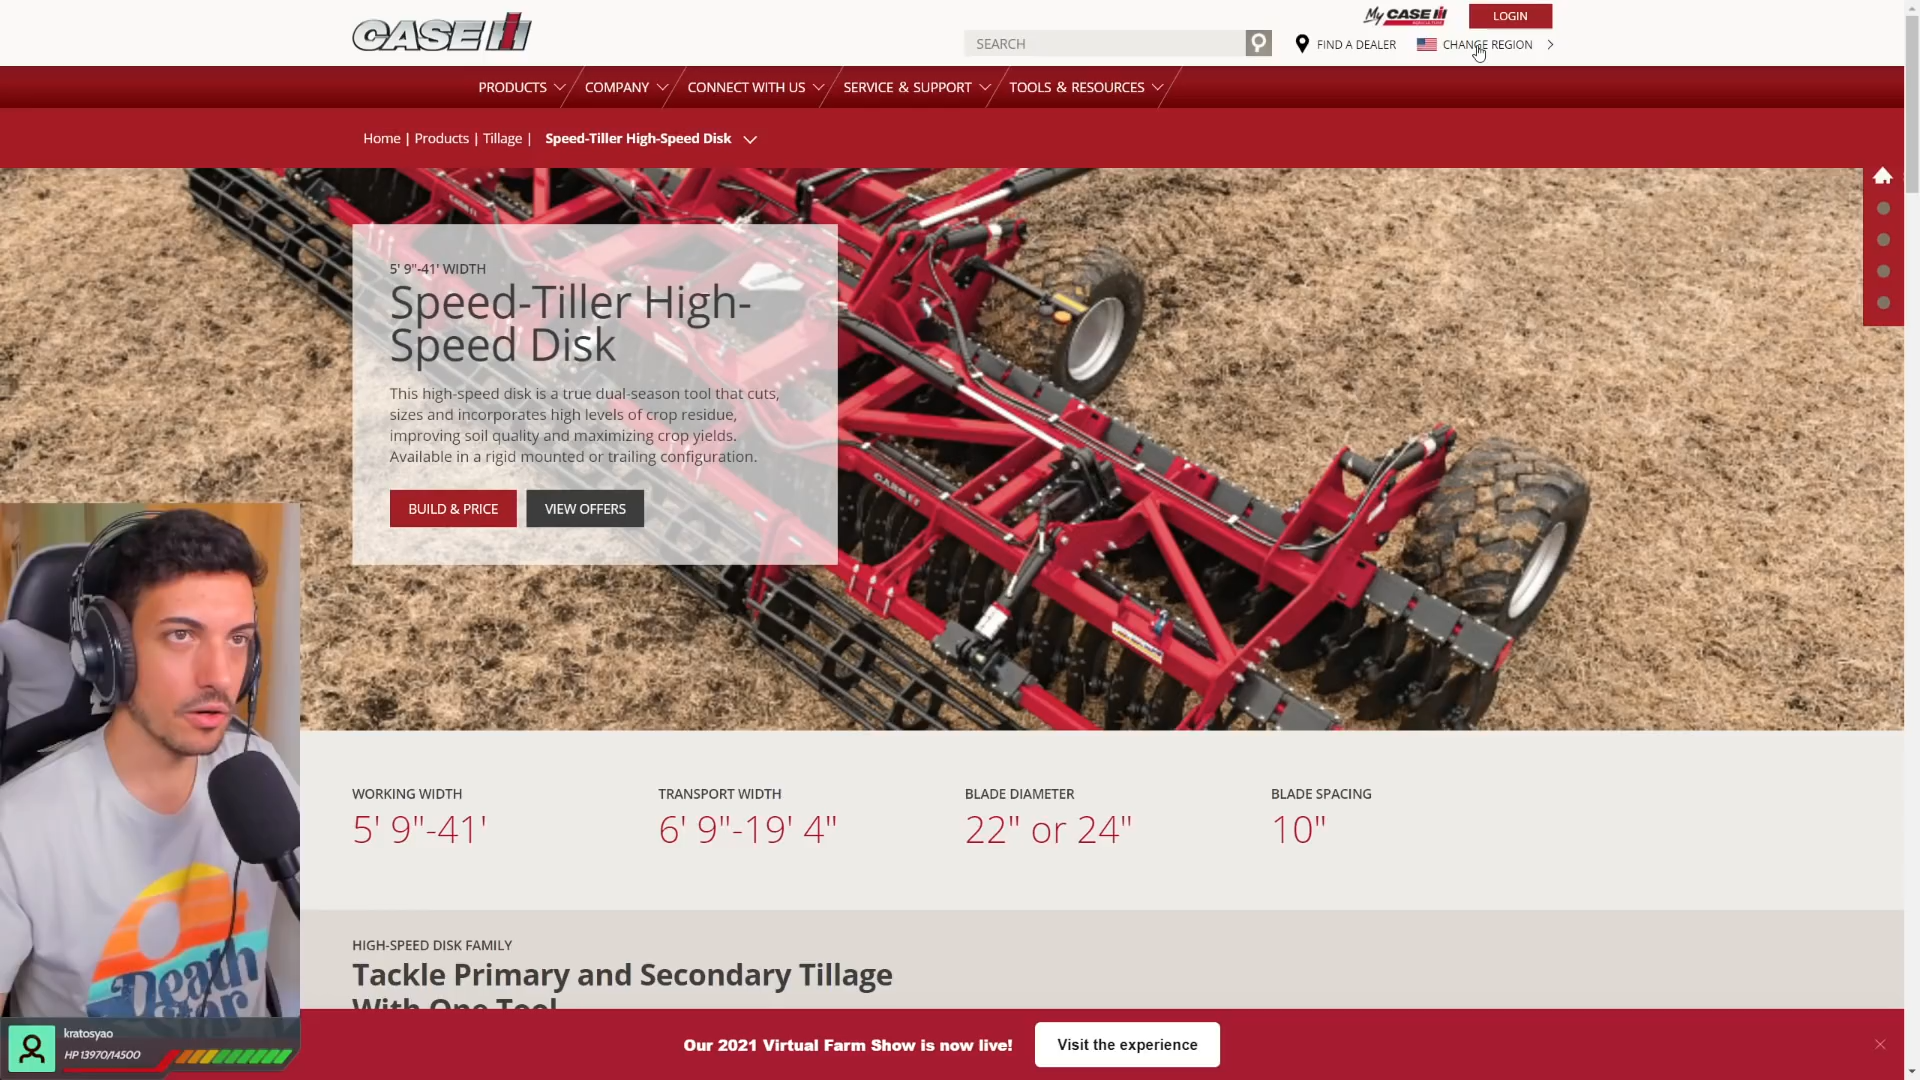 CASE IH
My CASE IH
LOGIN
SEARCH
FIND A DEALER
CHANGE REGION
PRODUCTS
COMPANY
CONNECT WITH US
SERVICE & SUPPORT
TOOLS & RESOURCES
Home | Products | Tillage | Speed-Tiller High-Speed Disk
5' 9"-41' WIDTH
Speed-Tiller High-
Speed Disk
This high-speed disk is a true dual-season tool that cuts,
sizes and incorporates high levels of crop residue,
improving soil quality and maximizing crop yields.
Available in a rigid mounted or trailing configuration.
BUILD & PRICE
VIEW OFFERS
CASE IH
WORKING WIDTH
5' 9"-41'
TRANSPORT WIDTH
6' 9"-19' 4"
BLADE DIAMETER
22" or 24"
BLADE SPACING
10"
HIGH-SPEED DISK FAMILY
Tackle Primary and Secondary Tillage
With One Tool
Death
Star
kratosyao
HP 13970/14500
Our 2021 Virtual Farm Show is now live!
Visit the experience